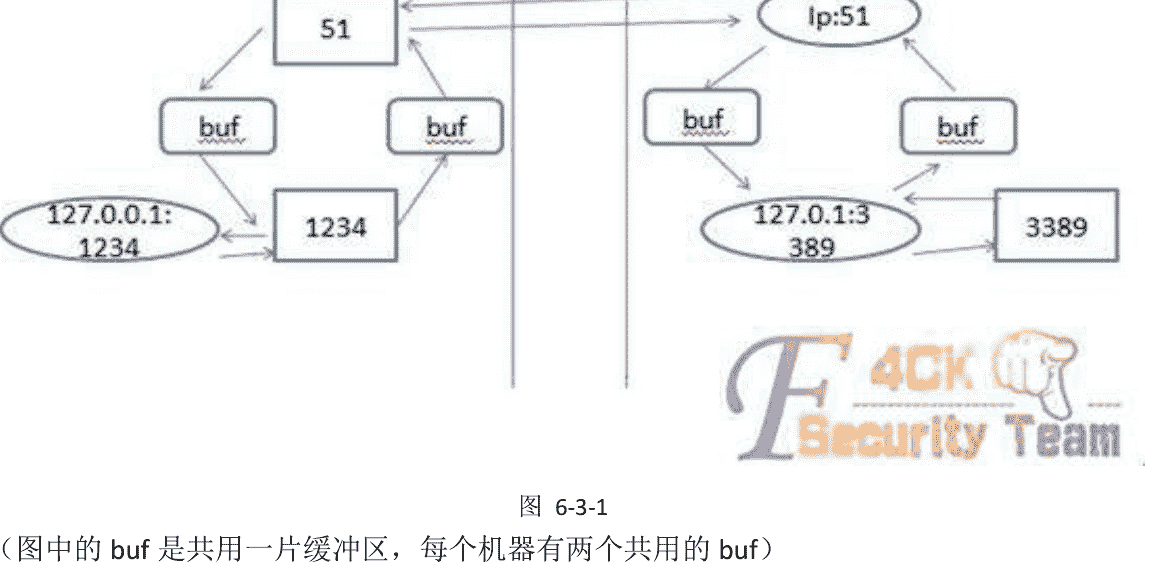 51
Ip:51
buf
buf
buf
buf
127.0.0.1:
1234
1234
127.0.1:3
389
3389
F 4CK
Security Team
图 6-3-1
（图中的 buf 是共用一片缓冲区，每个机器有两个共用的 buf）